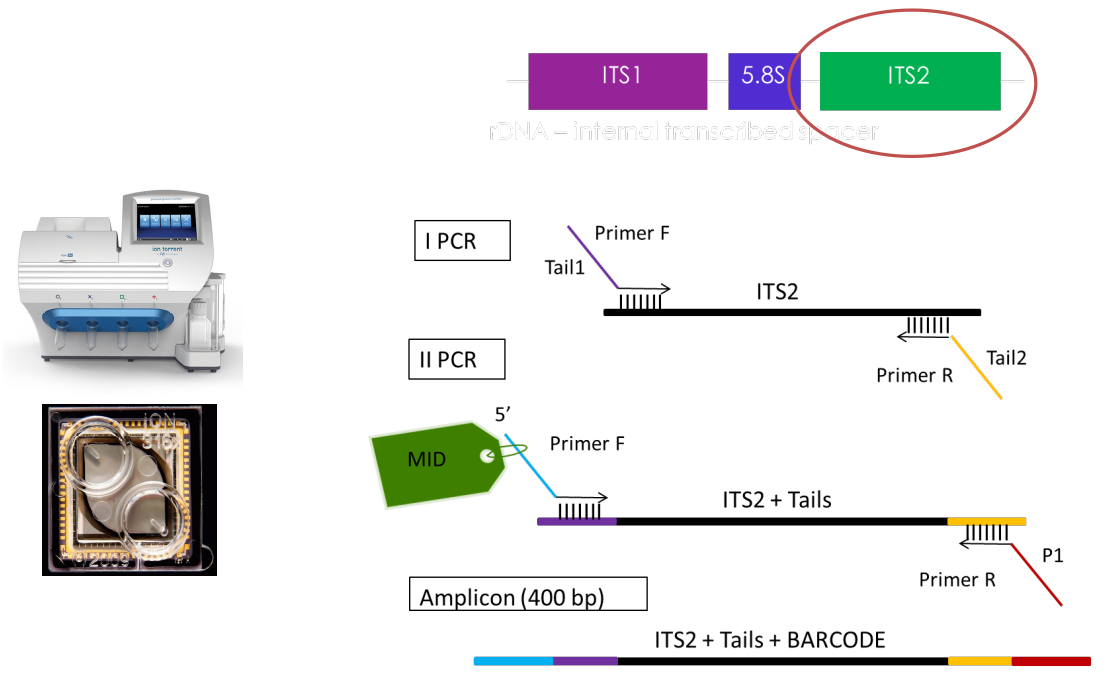 ITS1
5.8S
ITS2
rDNA – internal transcribed spacer
I PCR
Primer F
Tail1
ITS2
Tail2
Primer R
II PCR
5’
MID
Primer F
ITS2 + Tails
P1
Primer R
Amplicon (400 bp)
ITS2 + Tails + BARCODE
ion torrent
iON